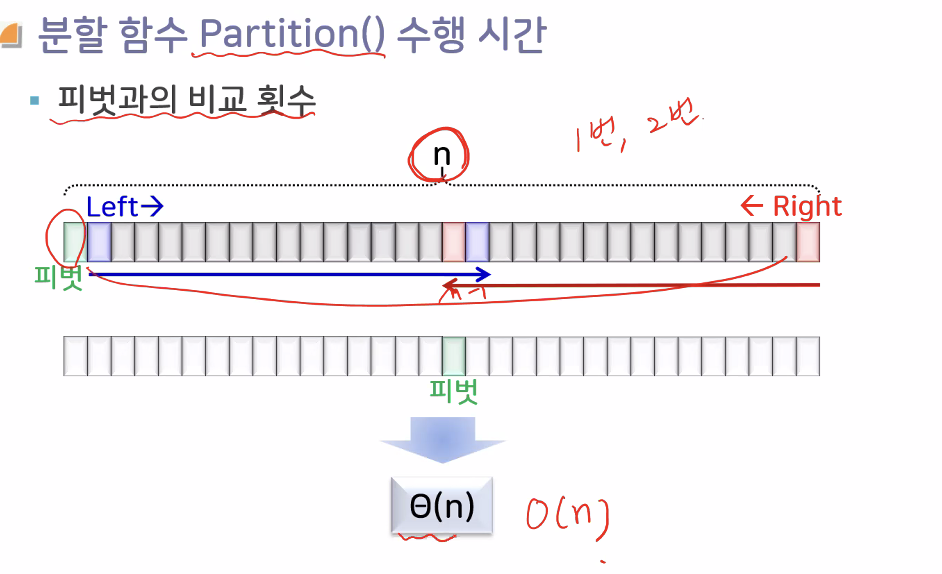 분할 함수 Partition() 수행 시간
피벗과의 비교 횟수
1번, 2번.
n
Left→
← Right
피벗
n-1
피벗
Θ(n)
O(n)